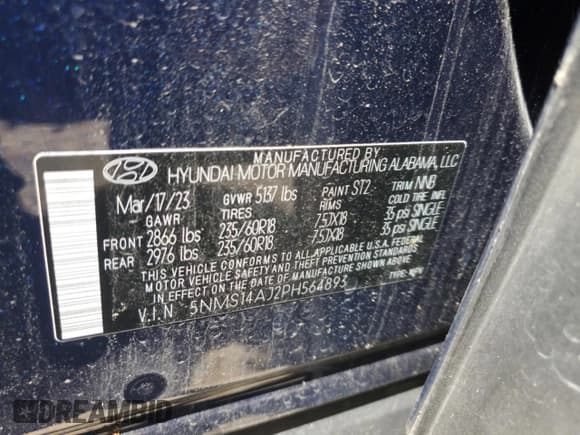 MANUFACTURED BY
HYUNDAI MOTOR MANUFACTURING ALABAMA, LLC
Mar/17/23 GVWR 5137 lbs PAINT ST2 TRIM NNB
GAWR TIRES RIMS COLD TIRE INFL
FRONT 2866 lbs 235/60R18 7.5JX18 35 psi SINGLE
REAR 2976 lbs 235/60R18 7.5JX18 35 psi SINGLE
THIS VEHICLE CONFORMS TO ALL APPLICABLE U.S.A. FEDERAL
MOTOR VEHICLE SAFETY AND THEFT PREVENTION STANDARDS
IN EFFECT ON THE DATE OF MANUFACTURE SHOWN ABOVE.
V.I.N 5NMS14AJ2PH564893 TYPE: MPV
DREAMBID